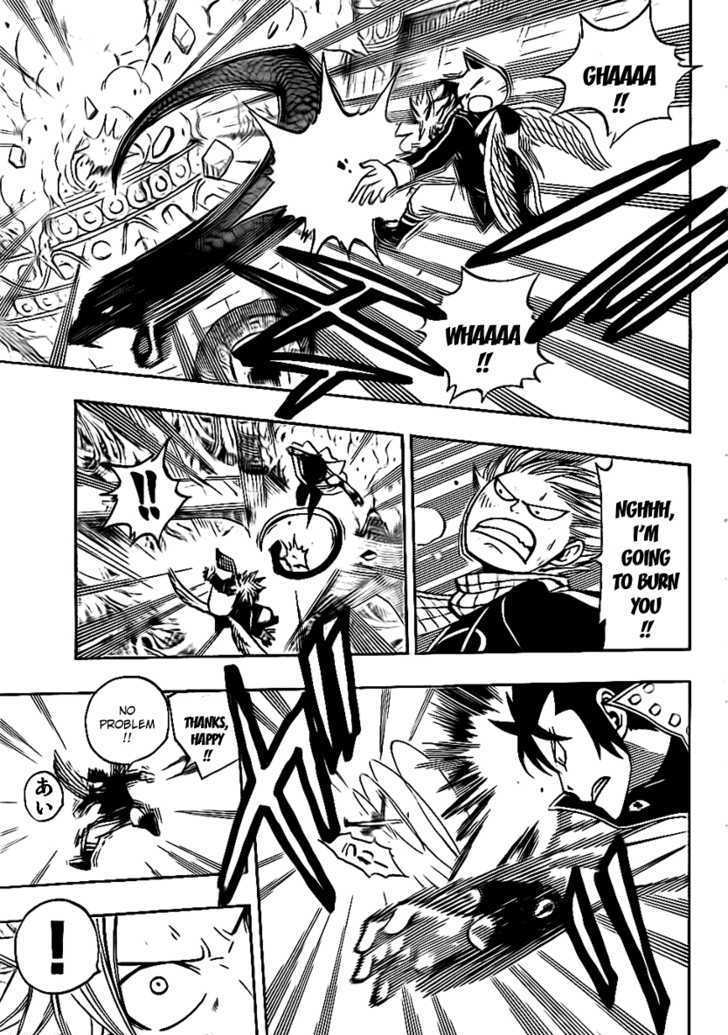 GHAAAA
!!
WHAAAA
!!
!!
NGHHH,
I'M
GOING
TO BURN
YOU
!!
NO
PROBLEM
!!
THANKS,
HAPPY
!!
あい
!